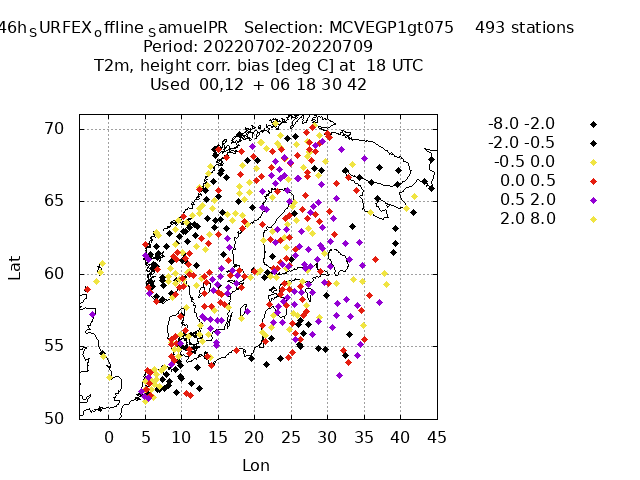 46hSURFEXoffline SamuelPR Selection: MCVEGP1gt075 493 stations
Period: 20220702-20220709
T2m, height corr. bias [deg C] at 18 UTC
Used 00,12 + 06 18 30 42
-8.0 -2.0
-2.0 -0.5
-0.5 0.0
0.0 0.5
0.5 2.0
2.0 8.0
70
65
60
55
50
Lat
0 5 10 15 20 25 30 35 40 45
Lon